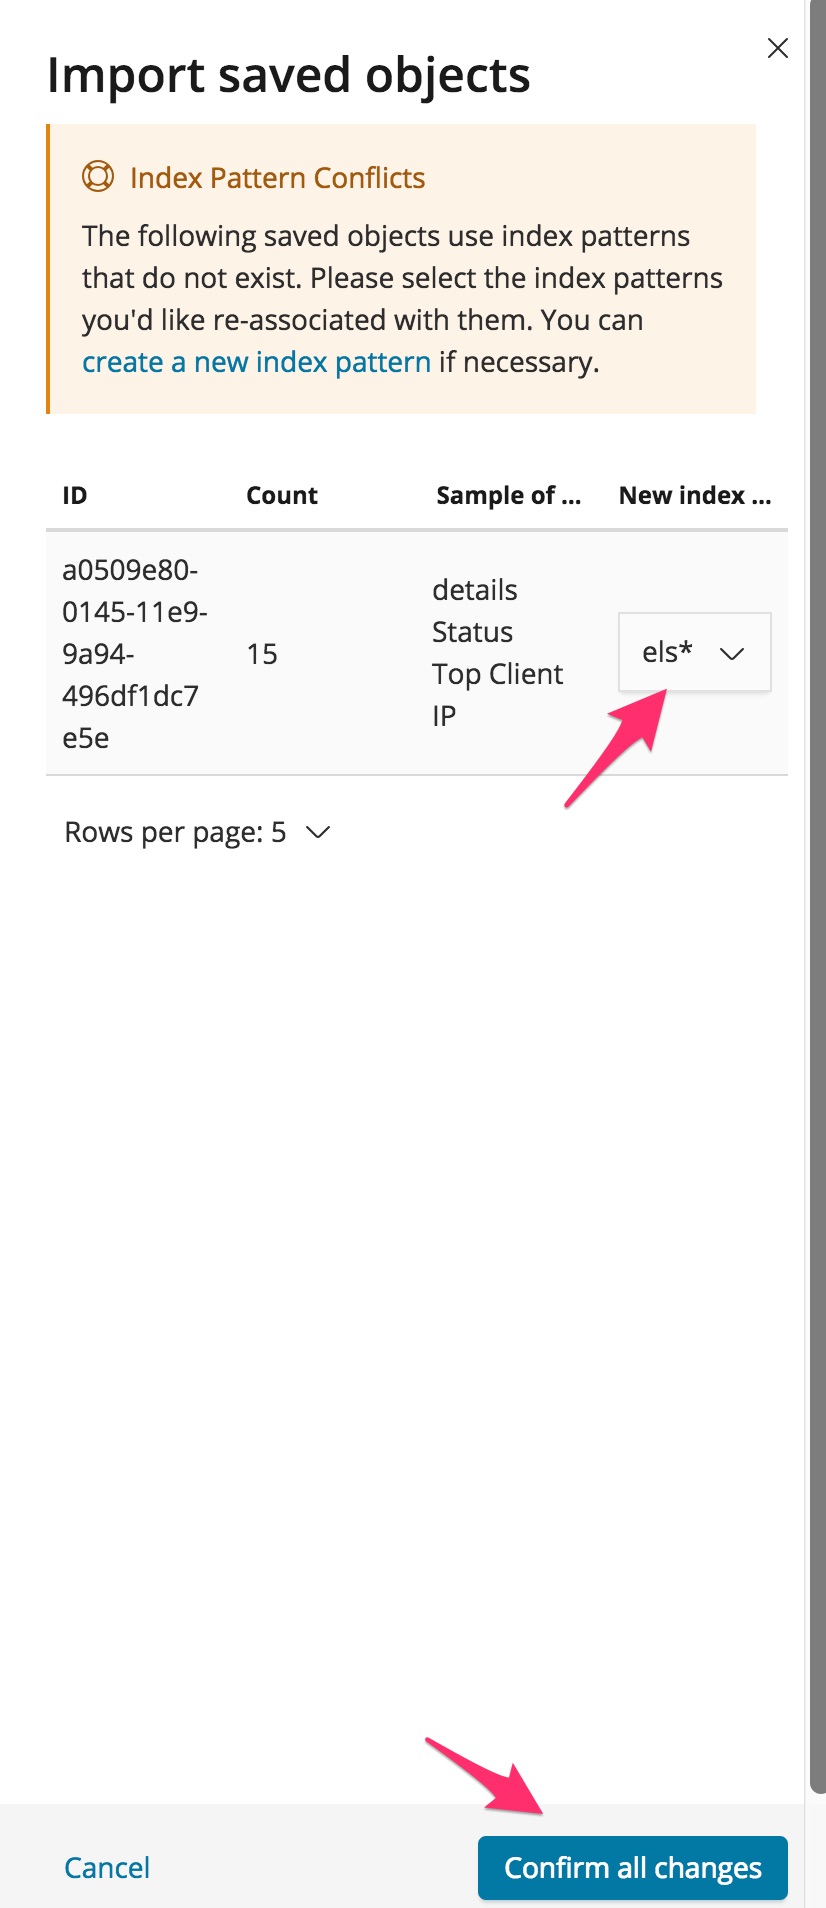 Import saved objects
Index Pattern Conflicts
The following saved objects use index patterns
that do not exist. Please select the index patterns
you'd like re-associated with them. You can
create a new index pattern if necessary.
ID Count Sample of ... New index ...
a0509e80-
0145-11e9-
9a94-
496df1dc7
e5e
15
details
Status
Top Client
IP
els*
Rows per page: 5
Cancel
Confirm all changes